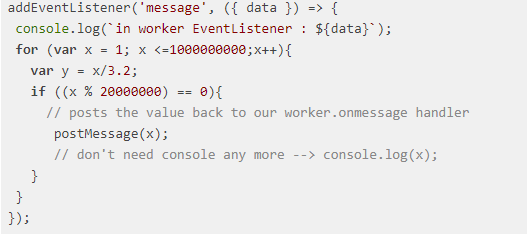 addEventListener('message', ({ data }) => {
console.log(`in worker EventListener : ${data}`);
for (var x = 1; x <=1000000000;x++){
var y = x/3.2;
if ((x % 20000000) == 0){
// posts the value back to our worker.onmessage handler
postMessage(x);
// don't need console any more --> console.log(x);
}
}
});